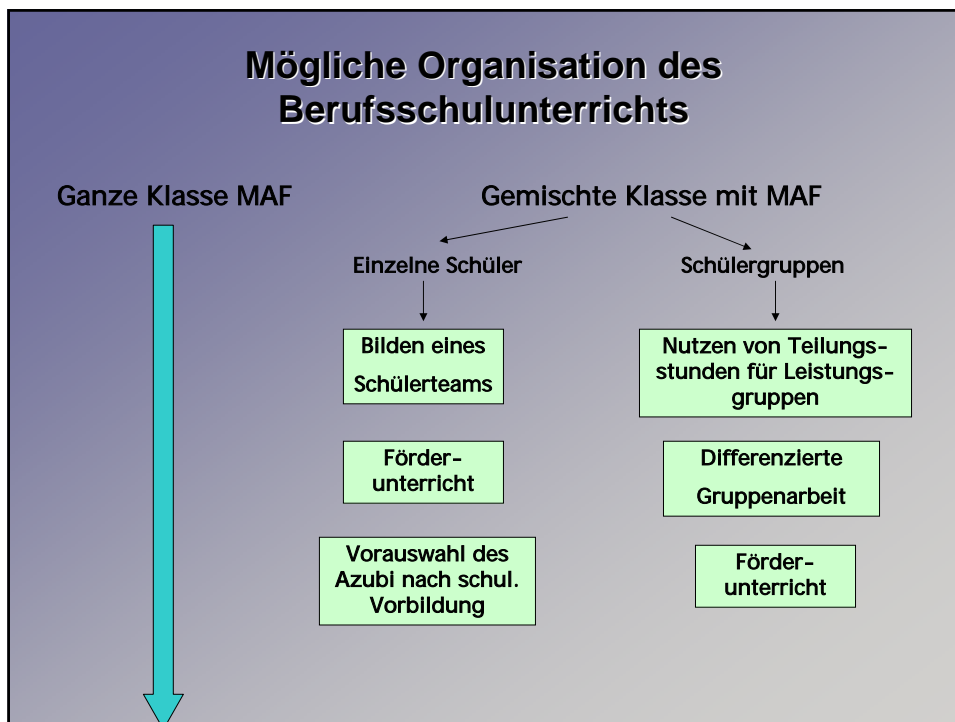 Mögliche Organisation des
Berufsschulunterrichts
Ganze Klasse MAF
Gemischte Klasse mit MAF
Einzelne Schüler
Bilden eines
Schülerteams
Förder-
unterricht
Vorauswahl des
Azubi nach schul.
Vorbildung
Schülergruppen
Nutzen von Teilungs-
stunden für Leistungs-
gruppen
Differenzierte
Gruppenarbeit
Förder-
unterricht